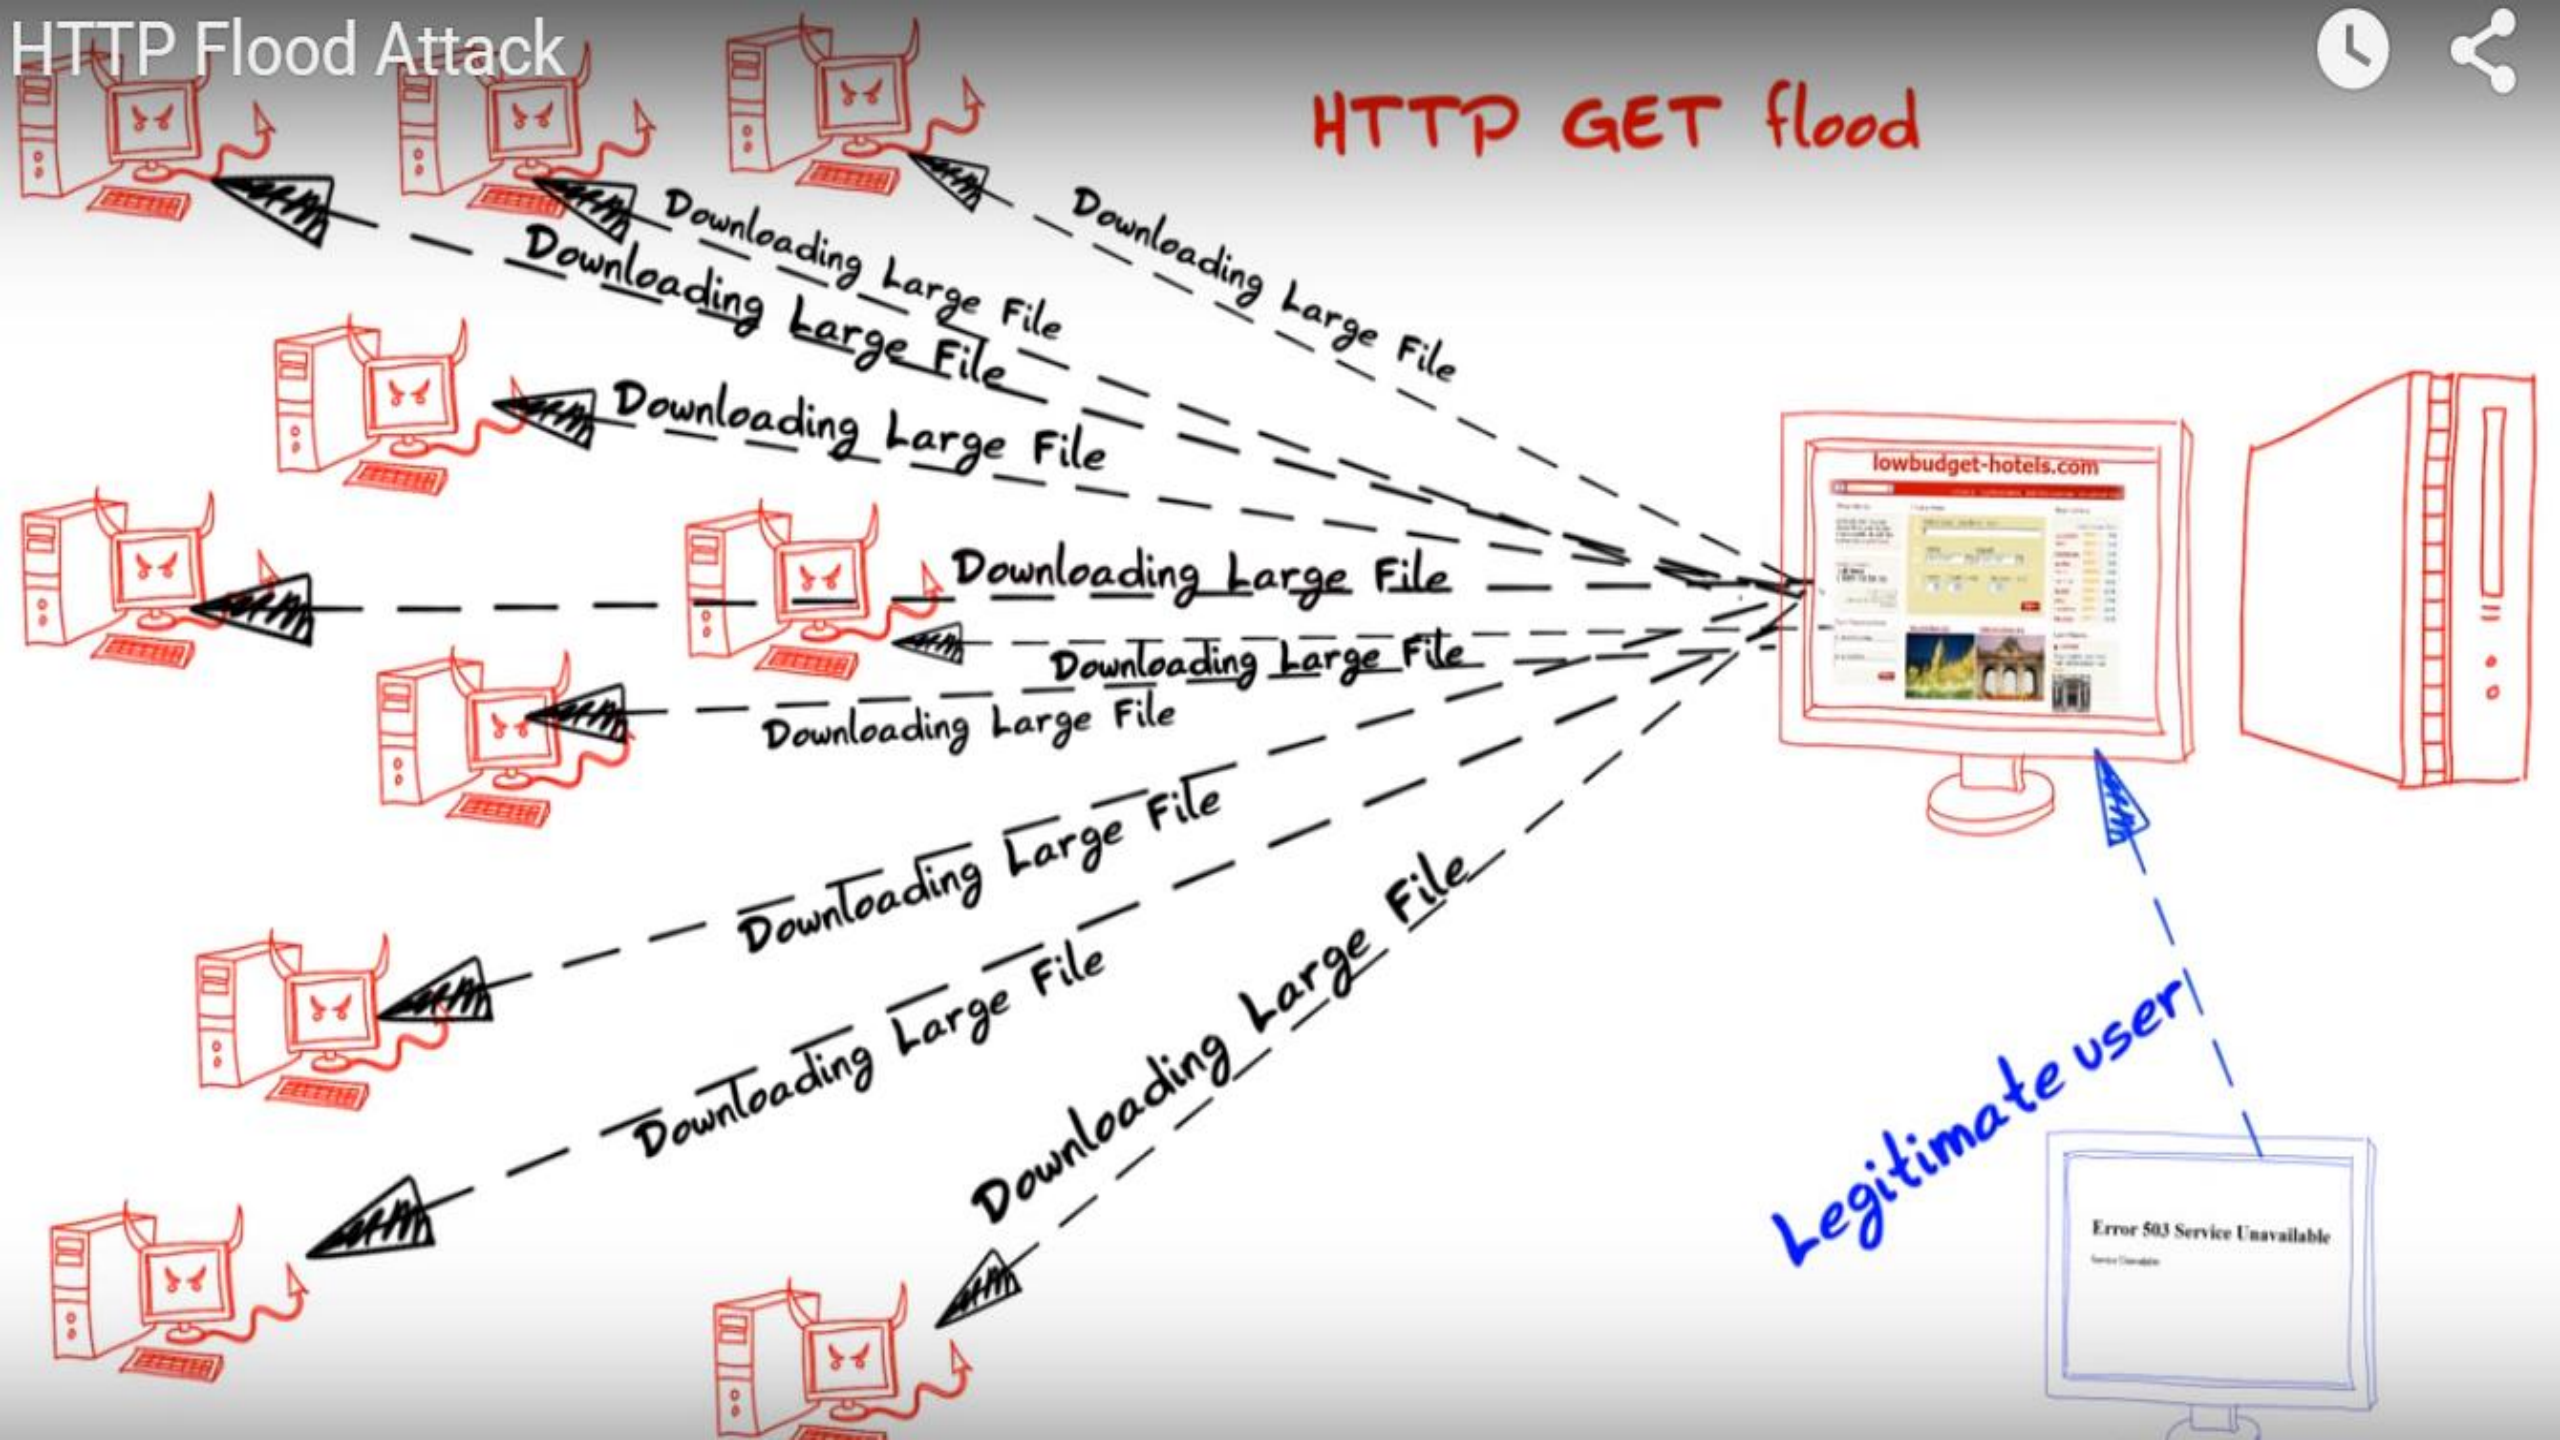 HTTP Flood Attack
HTTP GET flood
Downloading Large File
Downloading Large File
Downloading Large File
Downloading Large File
lowbudget-hotels.com
Downloading Large File
Downloading Large File
Downloading Large File
Downloading Large File
Downloading Large File
Downloading Large File
Legitimate user
Error 503 Service Unavailable
Service Unavailable